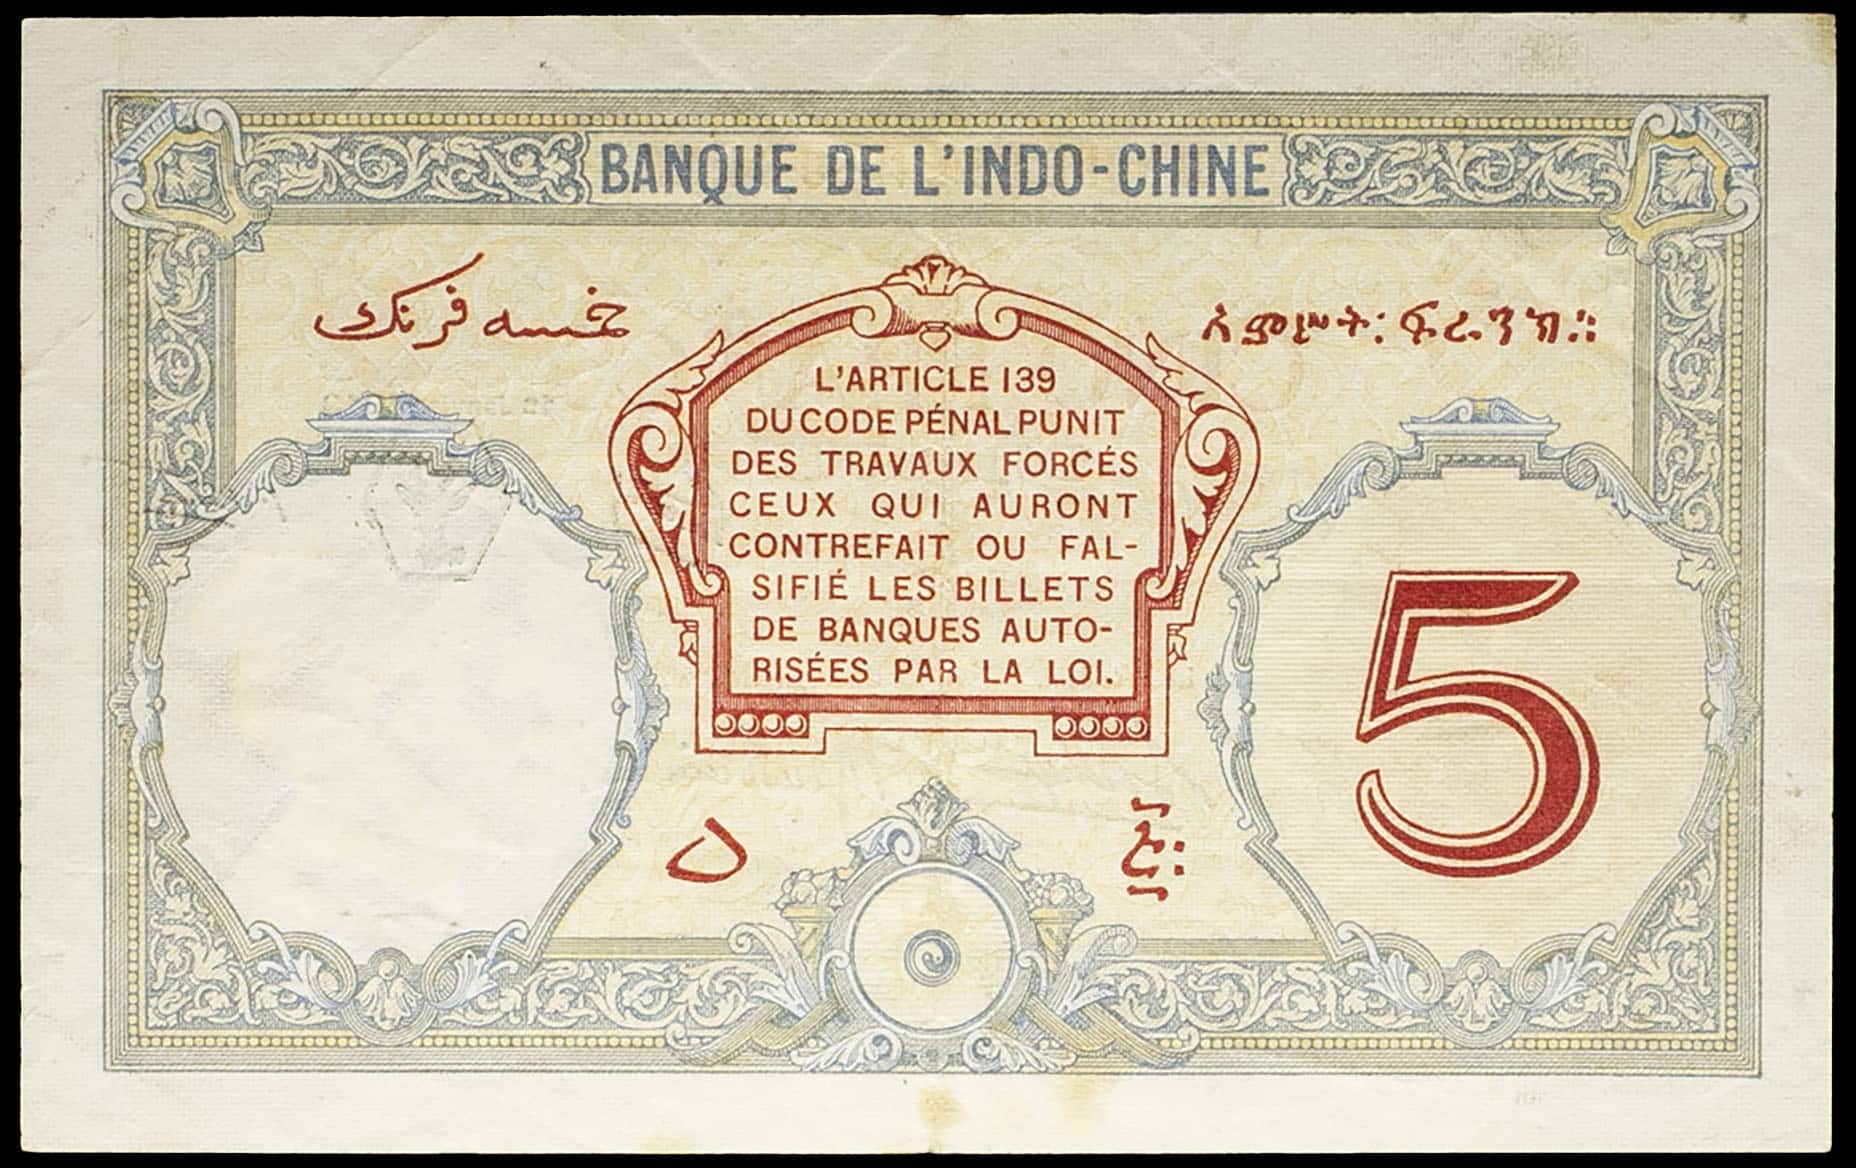 BANQUE DE L'INDO-CHINE
خمسه فرنك
አምሥት፡ ፍራንክ።
L'ARTICLE 139
DU CODE PÉNAL PUNIT
DES TRAVAUX FORCÉS
CEUX QUI AURONT
CONTREFAIT OU FAL-
SIFIÉ LES BILLETS
DE BANQUES AUTO-
RISÉES PAR LA LOI.
5
٥
፭፡